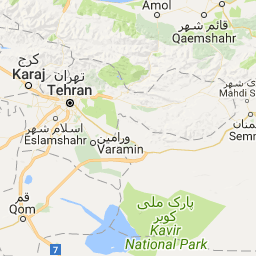 Amol
قائم شهر
Qaemshahr
کرج
Karaj
تهران
Tehran
Mahdi S
اسلام شهر
Eslamshahr
ورامین
Varamin
Semn
قم
Qom
پارک ملی
کویر
Kavir
National Park
7